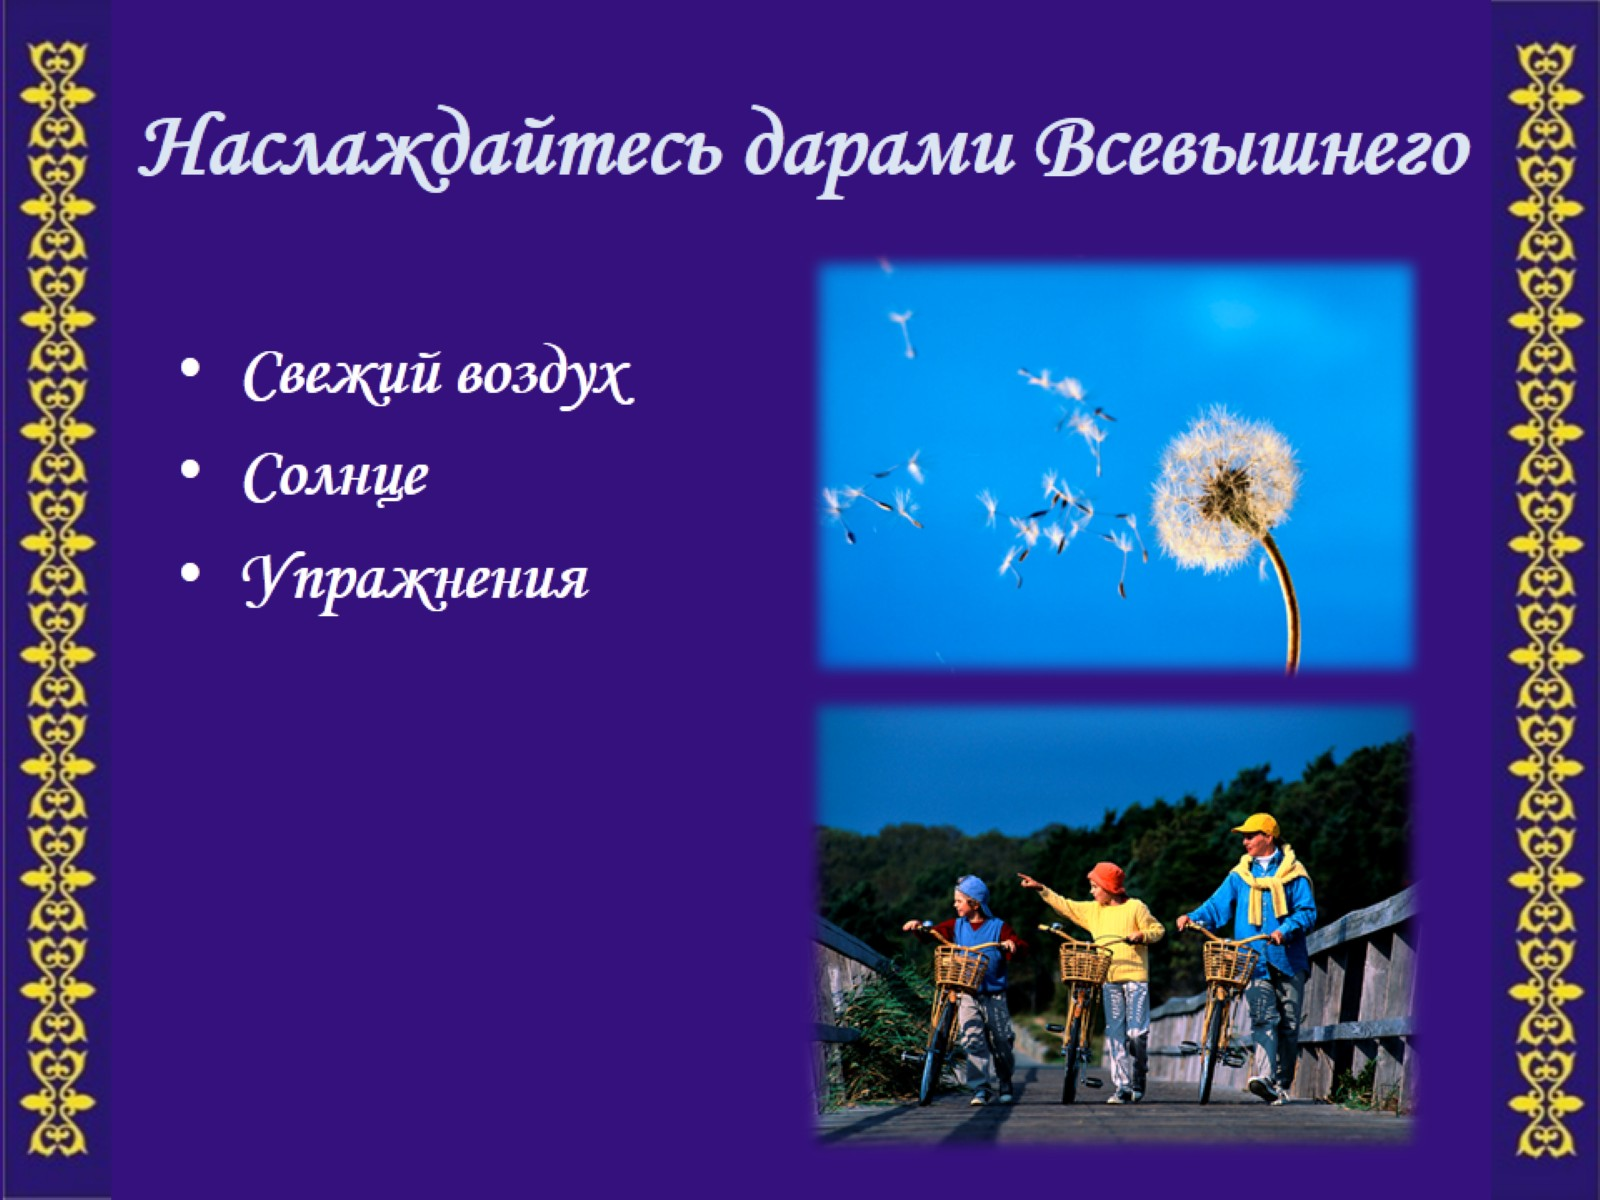 Наслаждайтесь дарами Всевышнего
• Свежий воздух
• Солнце
• Упражнения